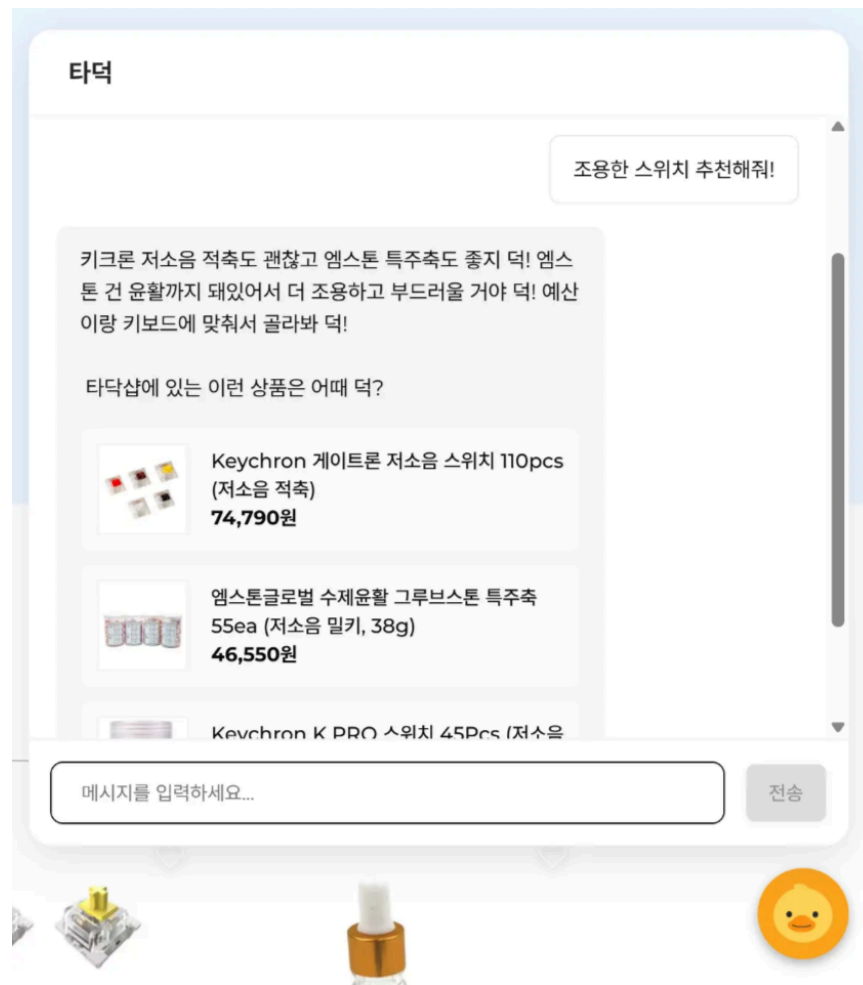 타덕
조용한 스위치 추천해줘!
키크론 저소음 적축도 괜찮고 엠스톤 특주축도 좋지 덕! 엠스
톤 건 윤활까지 돼있어서 더 조용하고 부드러울 거야 덕! 예산
이랑 키보드에 맞춰서 골라봐 덕!
타닥샵에 있는 이런 상품은 어때 덕?
Keychron 게이트론 저소음 스위치 110pcs
(저소음 적축)
74,790원
엠스톤글로벌 수제윤활 그루브스톤 특주축
55ea (저소음 밀키, 38g)
46,550원
Keychron K PRO 스위치 45Pcs (저소음
메시지를 입력하세요...
전송